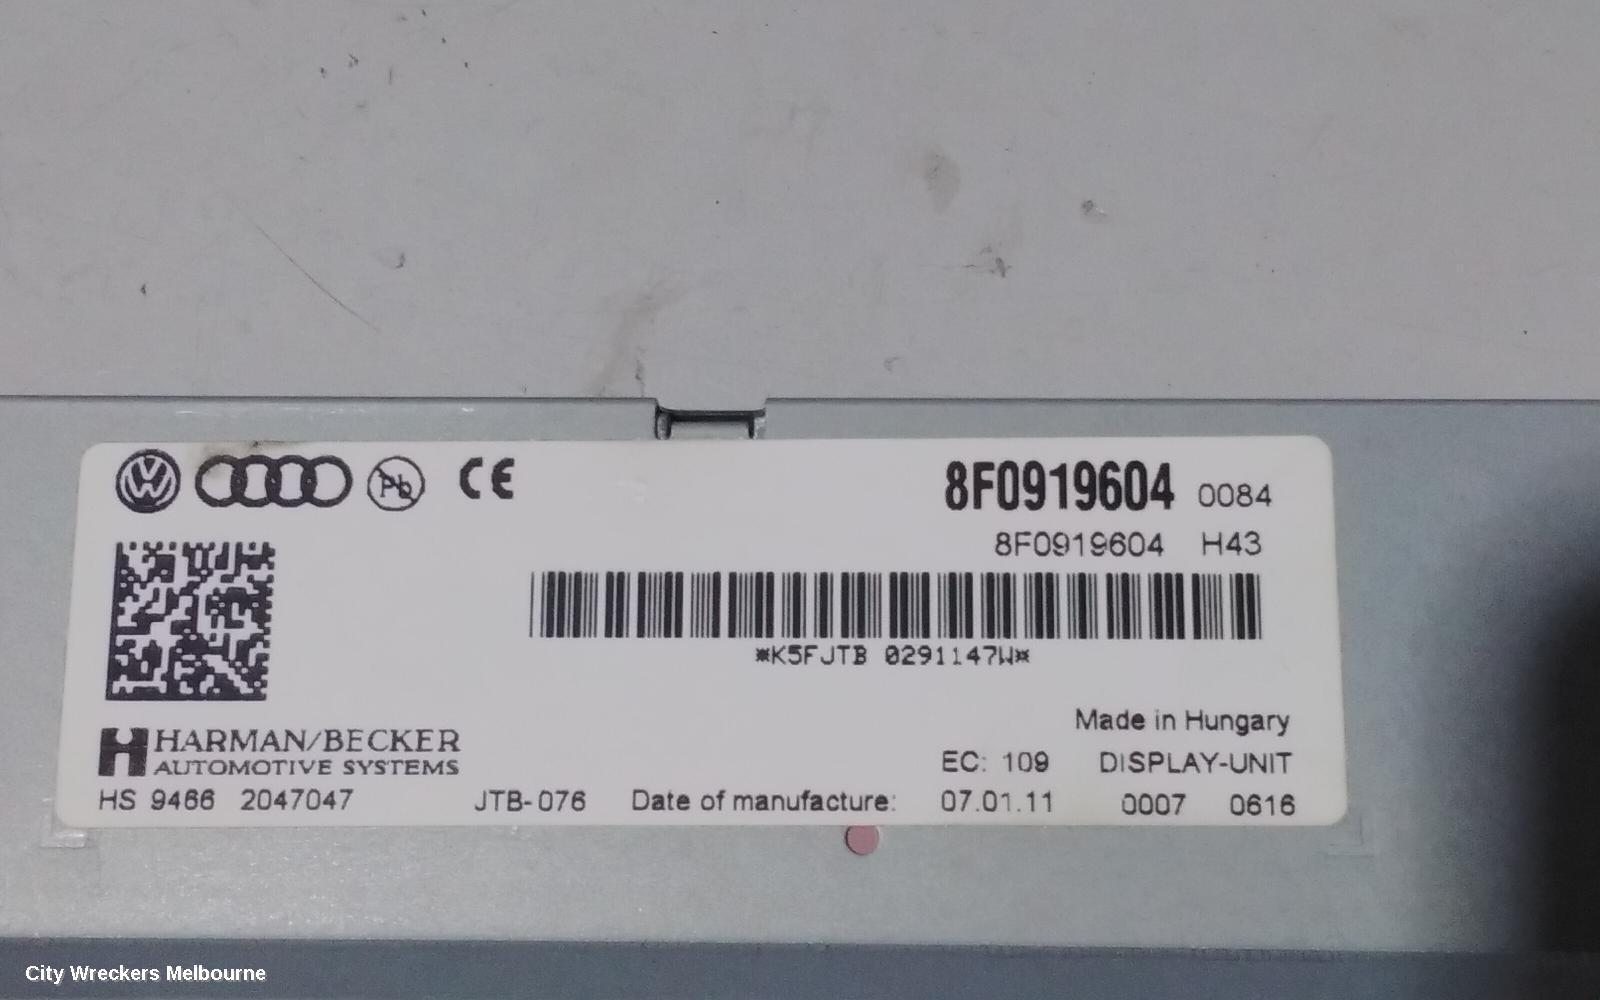 Pb CE
8F0919604 0084
8F0919604 H43
*K5FJTB 0291147W*
HARMAN/BECKER
AUTOMOTIVE SYSTEMS
Made in Hungary
EC: 109 DISPLAY-UNIT
HS 9466 2047047 JTB-076 Date of manufacture: 07.01.11 0007 0616
City Wreckers Melbourne